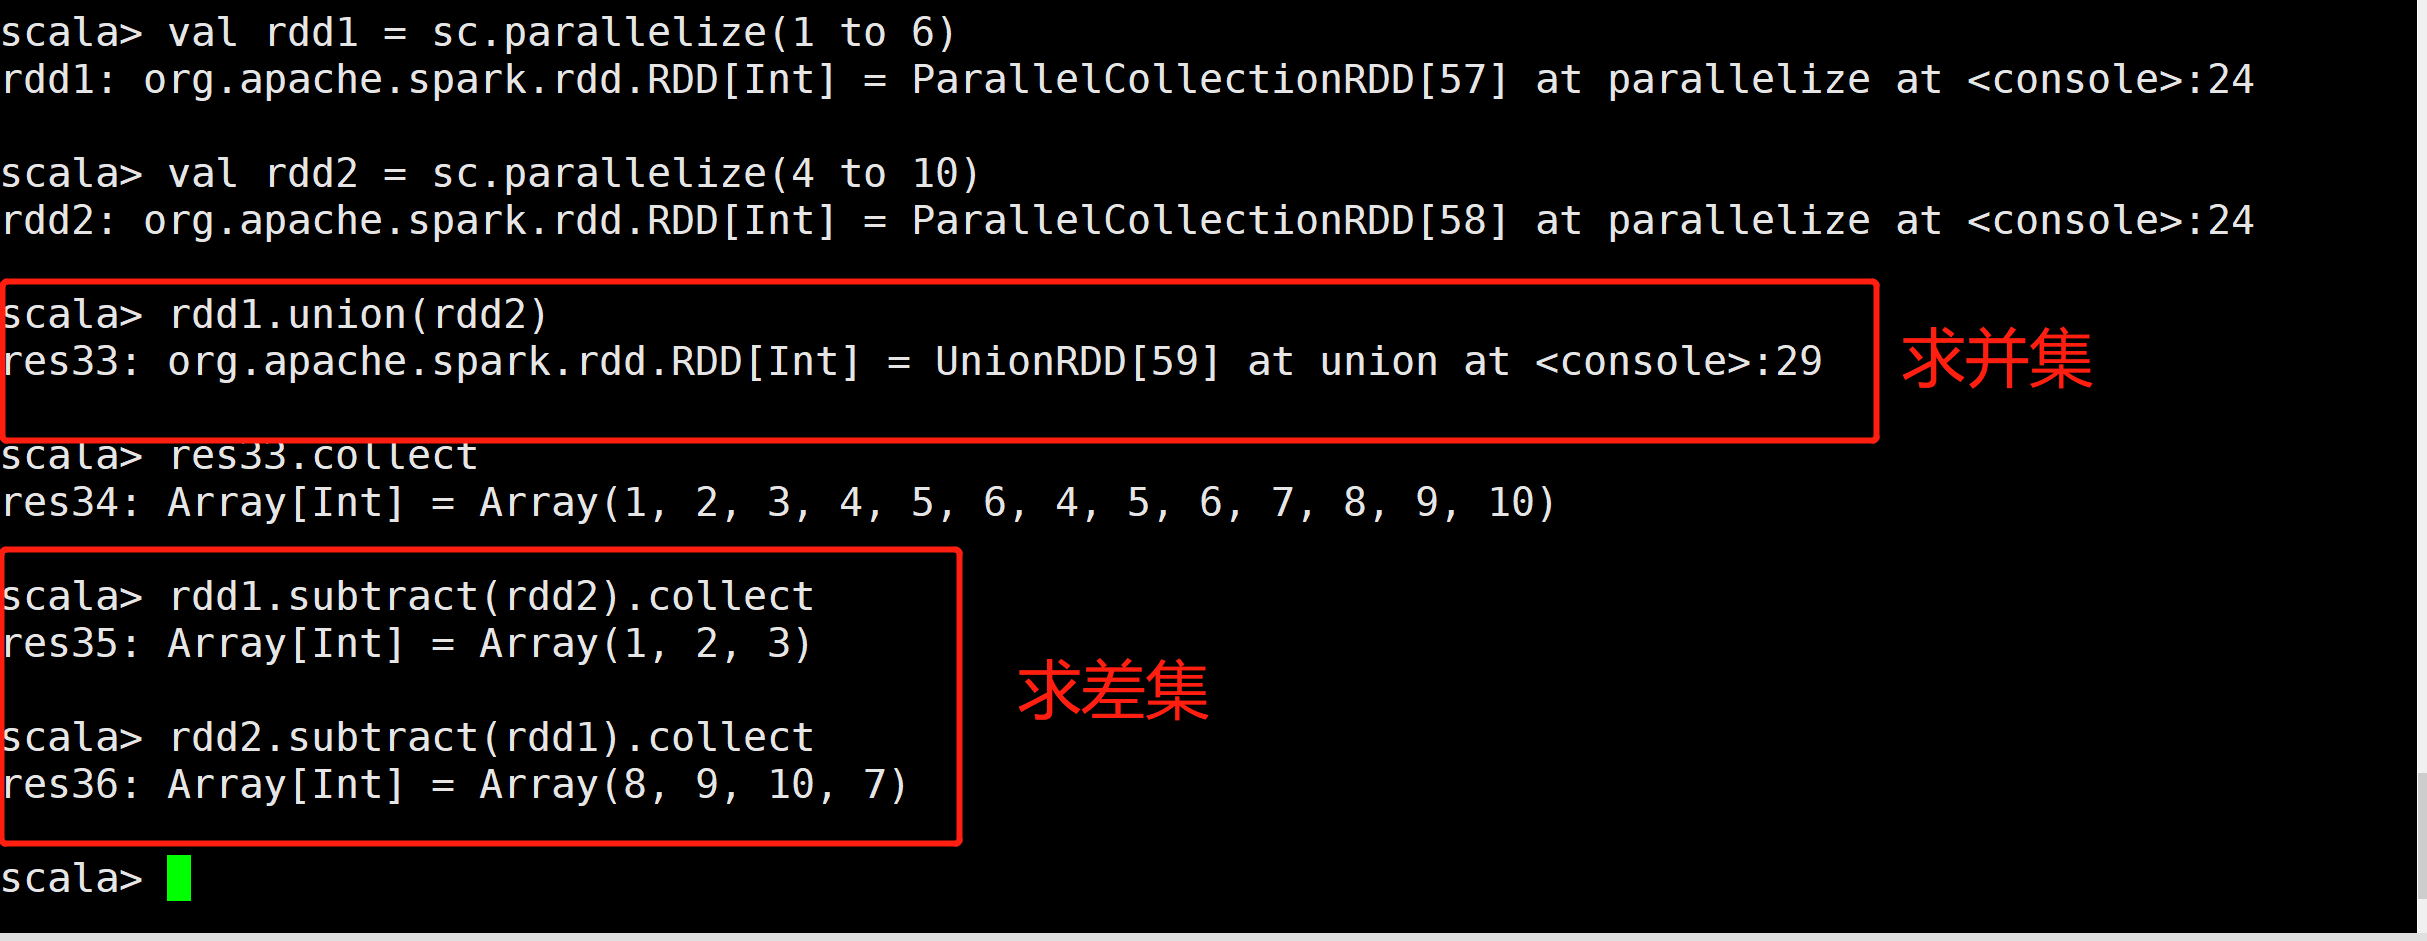 scala> val rdd1 = sc.parallelize(1 to 6)
rdd1: org.apache.spark.rdd.RDD[Int] = ParallelCollectionRDD[57] at parallelize at <console>:24
scala> val rdd2 = sc.parallelize(4 to 10)
rdd2: org.apache.spark.rdd.RDD[Int] = ParallelCollectionRDD[58] at parallelize at <console>:24
scala> rdd1.union(rdd2)
res33: org.apache.spark.rdd.RDD[Int] = UnionRDD[59] at union at <console>:29
求并集
scala> res33.collect
res34: Array[Int] = Array(1, 2, 3, 4, 5, 6, 4, 5, 6, 7, 8, 9, 10)
scala> rdd1.subtract(rdd2).collect
res35: Array[Int] = Array(1, 2, 3)
求差集
scala> rdd2.subtract(rdd1).collect
res36: Array[Int] = Array(8, 9, 10, 7)
scala>